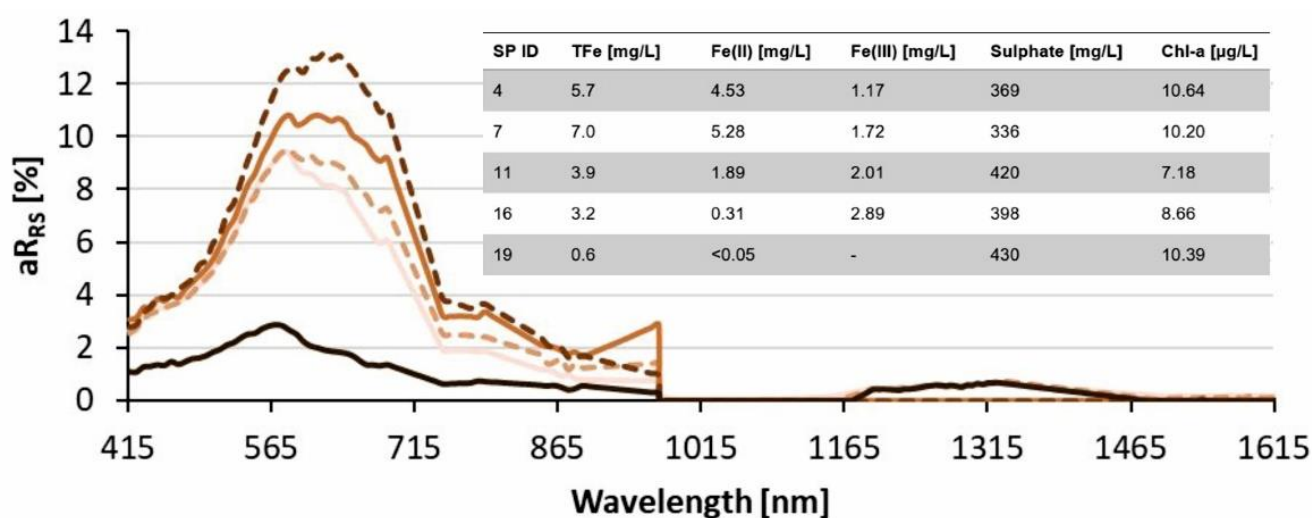 14
12
10
8
6
4
2
0
aR_RS [%]
SP ID TFe [mg/L] Fe(II) [mg/L] Fe(III) [mg/L] Sulphate [mg/L] Chl-a [µg/L]
4 5.7 4.53 1.17 369 10.64
7 7.0 5.28 1.72 336 10.20
11 3.9 1.89 2.01 420 7.18
16 3.2 0.31 2.89 398 8.66
19 0.6 <0.05 - 430 10.39
415 565 715 865 1015 1165 1315 1465 1615
Wavelength [nm]